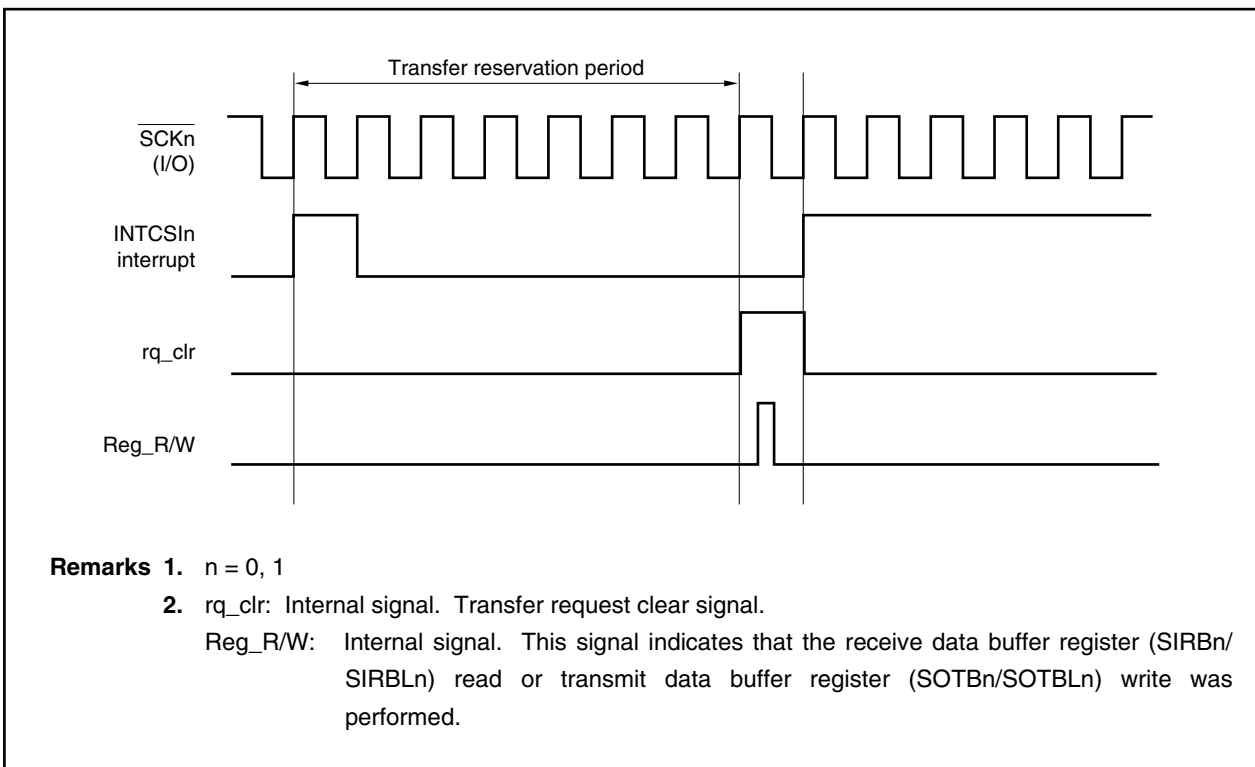 Transfer reservation period
SCKn
(I/O)
INTCSIn
interrupt
rq_clr
Reg_R/W
Remarks 1. n = 0, 1
2. rq_clr: Internal signal. Transfer request clear signal.
Reg_R/W: Internal signal. This signal indicates that the receive data buffer register (SIRBn/
SIRBLn) read or transmit data buffer register (SOTBn/SOTBLn) write was
performed.